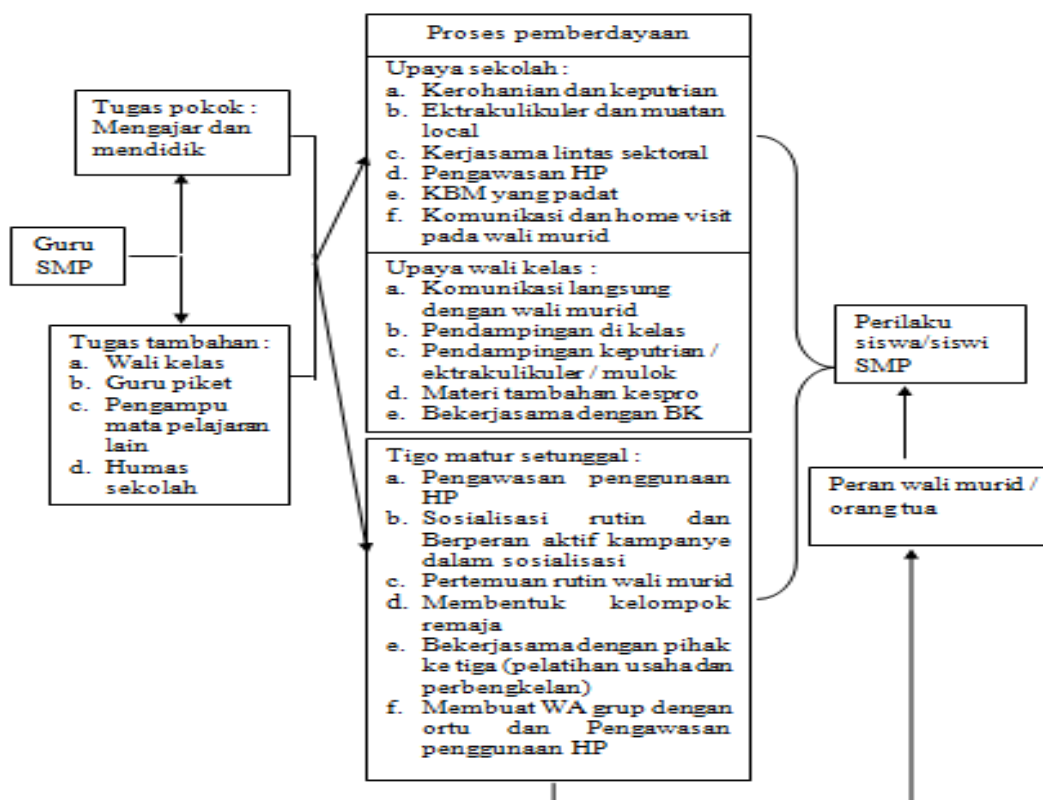 Proses pemberdayaan
Upaya sekolah :
a. Kerohanian dan keputrian
b. Ektrakulikuler dan muatan
local
c. Kerjasama lintas sektoral
d. Pengawasan HP
e. KBM yang padat
f. Komunikasi dan home visit
pada wali murid
Tugas pokok :
Mengajar dan
mendidik
Guru
SMP
Tugas tambahan :
a. Wali kelas
b. Guru piket
c. Pengampu
mata pelajaran
lain
d. Humas
sekolah
Upaya wali kelas :
a. Komunikasi langsung
dengan wali murid
b. Pendampingan di kelas
c. Pendampingan keputrian /
ektrakulikuler / mulok
d. Materi tambahan kespro
e. Bekerjasama dengan BK
Tigo matur setunggal :
a. Pengawasan penggunaan
HP
b. Sosialisasi rutin dan
Berperan aktif kampanye
dalam sosialisasi
c. Pertemuan rutin wali murid
d. Membentuk kelompok
remaja
e. Bekerjasama dengan pihak
ke tiga (pelatihan usaha dan
perbengkelan)
f. Membuat WA grup dengan
ortu dan Pengawasan
penggunaan HP
Perilaku
siswa/siswi
SMP
Peran wali murid /
orang tua